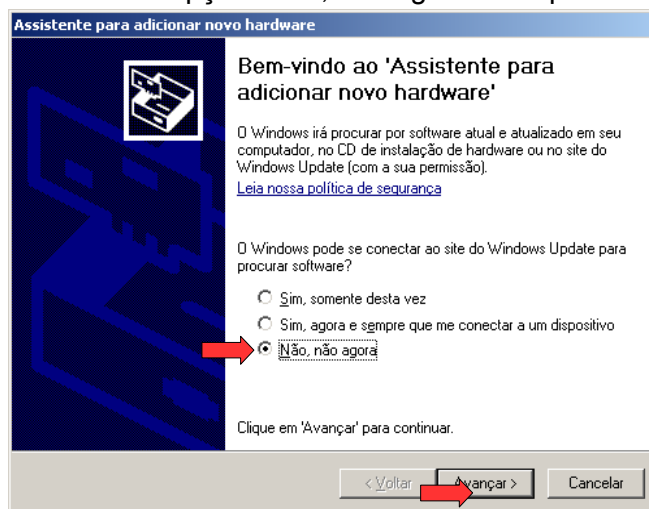 Assistente para adicionar novo hardware
Bem-vindo ao 'Assistente para
adicionar novo hardware'
O Windows irá procurar por software atual e atualizado em seu
computador, no CD de instalação de hardware ou no site do
Windows Update (com a sua permissão).
Leia nossa política de segurança
O Windows pode se conectar ao site do Windows Update para
procurar software?
Sim, somente desta vez
Sim, agora e sempre que me conectar a um dispositivo
Não, não agora
Clique em 'Avançar' para continuar.
< Voltar Avançar > Cancelar